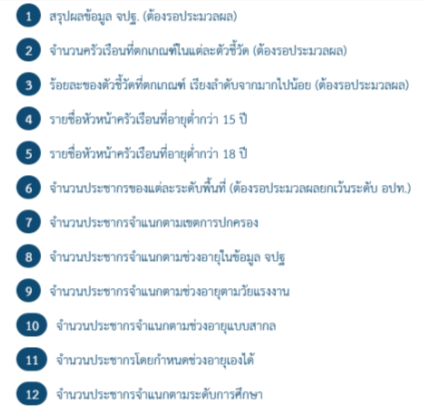 1 สรุปผลข้อมูล จปฐ. (ต้องรอประมวลผล)
2 จำนวนครัวเรือนที่ตกเกณฑ์ในแต่ละตัวชี้วัด (ต้องรอประมวลผล)
3 ร้อยละของตัวชี้วัดที่ตกเกณฑ์ เรียงลำดับจากมากไปน้อย (ต้องรอประมวลผล)
4 รายชื่อหัวหน้าครัวเรือนที่อายุต่ำกว่า 15 ปี
5 รายชื่อหัวหน้าครัวเรือนที่อายุต่ำกว่า 18 ปี
6 จำนวนประชากรของแต่ละระดับพื้นที่ (ต้องรอประมวลผลยกเว้นระดับ อปท.)
7 จำนวนประชากรจำแนกตามเขตการปกครอง
8 จำนวนประชากรจำแนกตามช่วงอายุในข้อมูล จปฐ
9 จำนวนประชากรจำแนกตามช่วงอายุตามวัยแรงงาน
10 จำนวนประชากรจำแนกตามช่วงอายุแบบสากล
11 จำนวนประชากรโดยกำหนดช่วงอายุเองได้
12 จำนวนประชากรจำแนกตามระดับการศึกษา